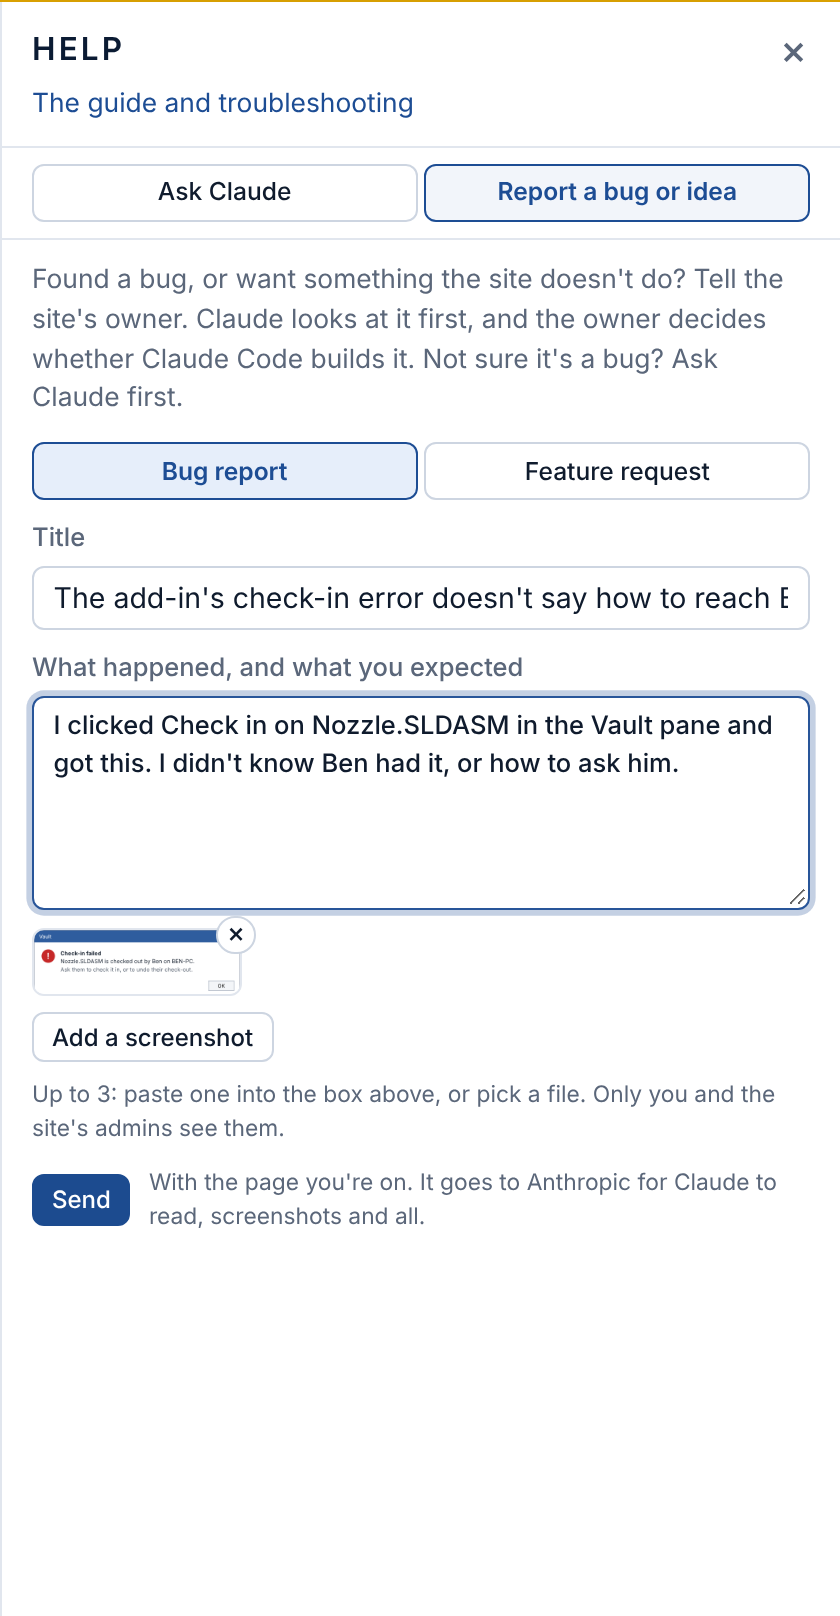 HELP
The guide and troubleshooting
Ask Claude
Report a bug or idea
Found a bug, or want something the site doesn't do? Tell the
site's owner. Claude looks at it first, and the owner decides
whether Claude Code builds it. Not sure it's a bug? Ask
Claude first.
Bug report
Feature request
Title
The add-in's check-in error doesn't say how to reach
What happened, and what you expected
I clicked Check in on Nozzle.SLDASM in the Vault pane and
got this. I didn't know Ben had it, or how to ask him.
Vault
Check-in failed
Nozzle.SLDASM is checked out by Ben on BEN-PC.
Ask them to check it in, or to undo their check-out.
OK
Add a screenshot
Up to 3: paste one into the box above, or pick a file. Only you and the
site's admins see them.
Send
With the page you're on. It goes to Anthropic for Claude to
read, screenshots and all.